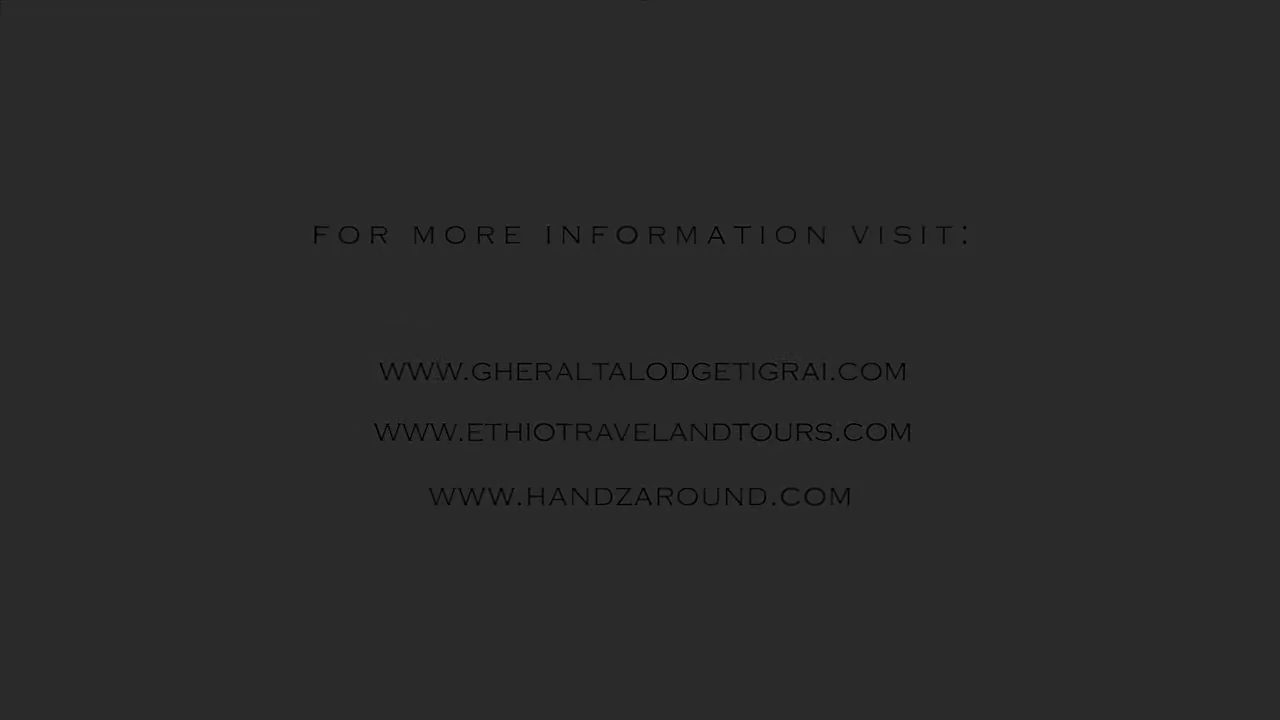 FOR MORE INFORMATION VISIT:
WWW.GHERALTALODGETIGRAI.COM
WWW.ETHIOTRAVELANDTOURS.COM
WWW.HANDZAROUND.COM